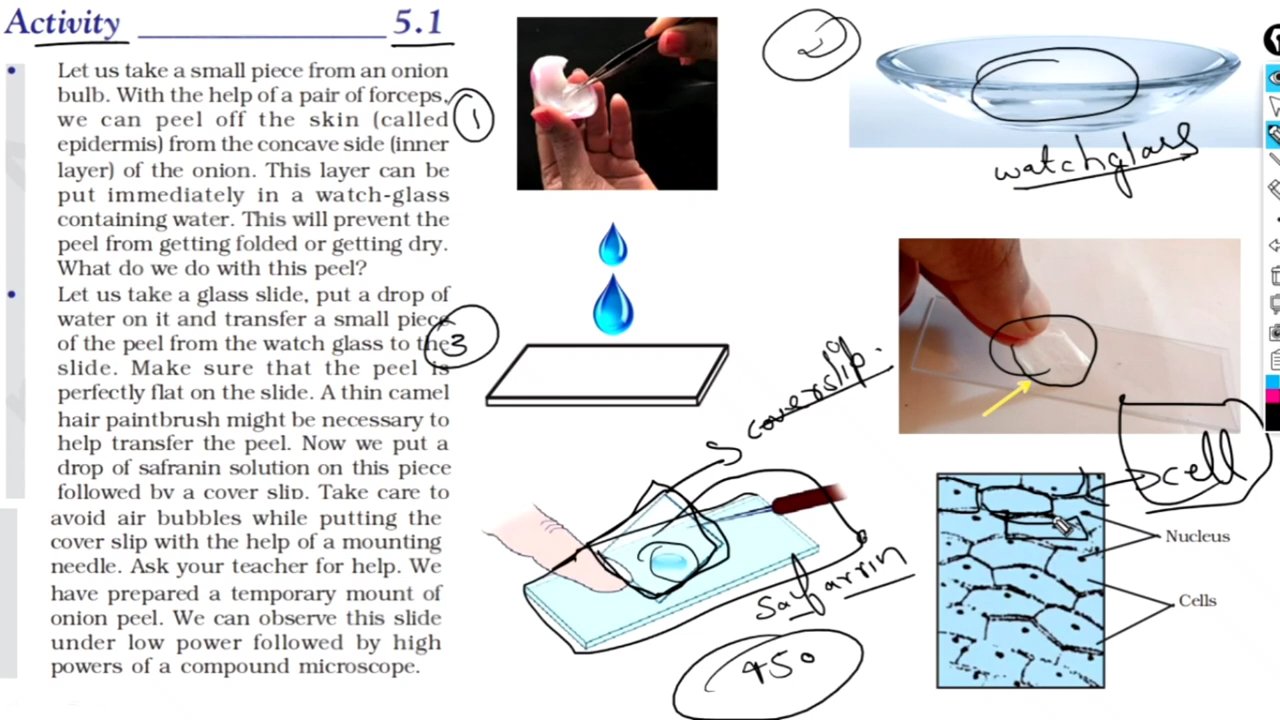 Activity 5.1
Let us take a small piece from an onion
bulb. With the help of a pair of forceps,
we can peel off the skin (called
epidermis) from the concave side (inner
layer) of the onion. This layer can be
put immediately in a watch-glass
containing water. This will prevent the
peel from getting folded or getting dry.
What do we do with this peel?
Let us take a glass slide, put a drop of
water on it and transfer a small piece
of the peel from the watch glass to the
slide. Make sure that the peel is
perfectly flat on the slide. A thin camel
hair paintbrush might be necessary to
help transfer the peel. Now we put a
drop of safranin solution on this piece
followed by a cover slip. Take care to
avoid air bubbles while putting the
cover slip with the help of a mounting
needle. Ask your teacher for help. We
have prepared a temporary mount of
onion peel. We can observe this slide
under low power followed by high
powers of a compound microscope.
1
2
watchglass
3
coverslip.
safarrin
450
cell
Nucleus
Cells